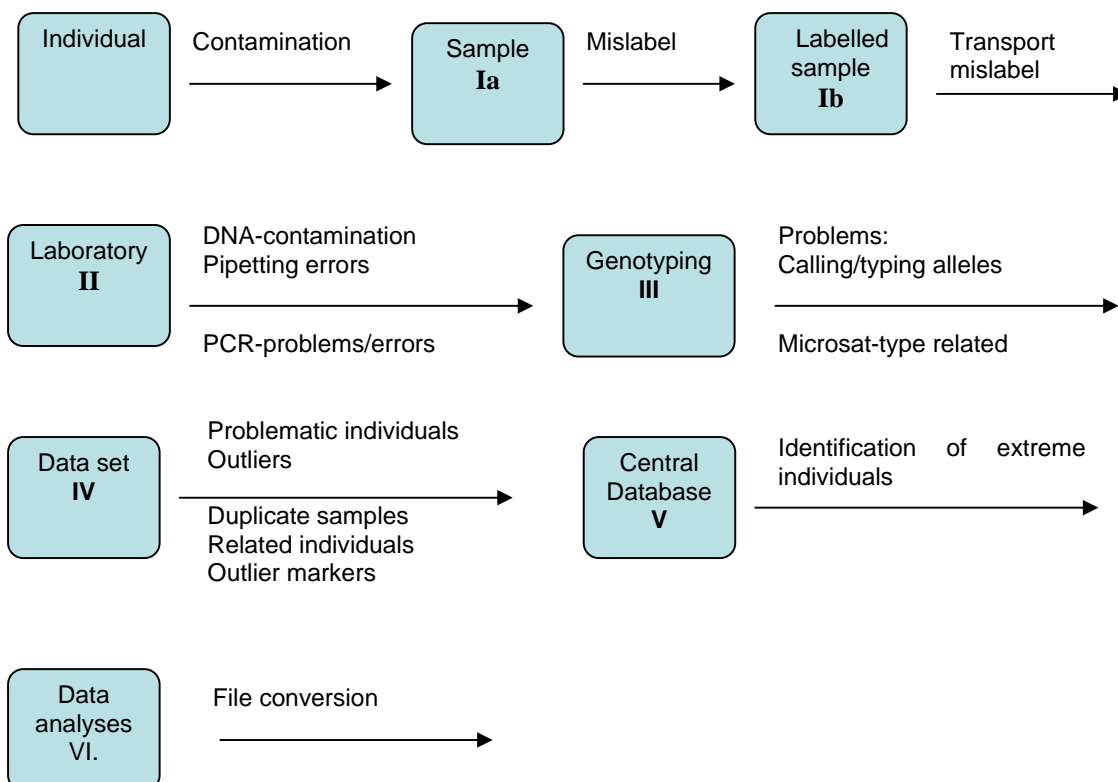 Individual
Contamination
Sample
Ia
Mislabel
Labelled
sample
Ib
Transport
mislabel
Laboratory
II
DNA-contamination
Pipetting errors
PCR-problems/errors
Genotyping
III
Problems:
Calling/typing alleles
Microsat-type related
Data set
IV
Problematic individuals
Outliers
Duplicate samples
Related individuals
Outlier markers
Central
Database
V
Identification of extreme
individuals
Data
analyses
VI.
File conversion